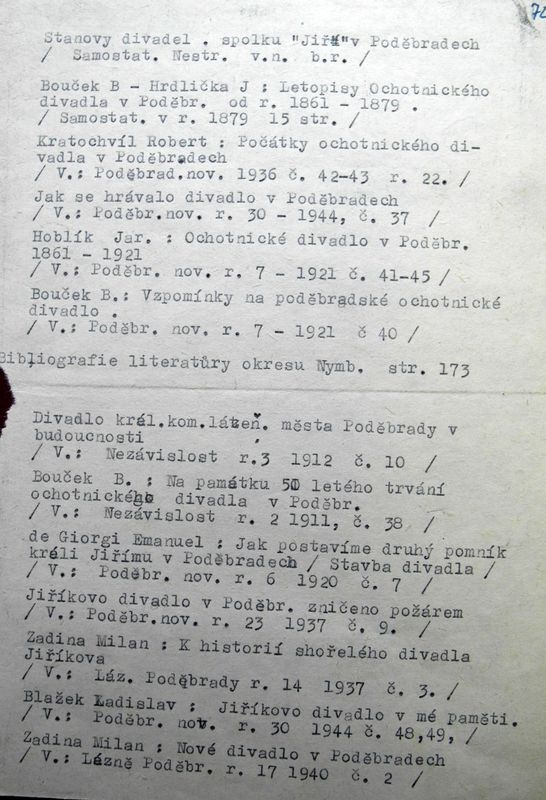 72
Stanovy divadel . spolku "Jiří"v Poděbradech
/ Samostat. Nestr. v.n. b.r. /
Bouček B - Hrdlička J : Letopisy Ochotnického
divadla v Poděbr. od r. 1861 - 1879 .
/ Samostat. v r. 1879 15 str. /
Kratochvíl Robert : Počátky ochotnického di-
vadla v Poděbradech
/ V.: Poděbrad.nov. 1936 č. 42-43 r. 22. /
Jak se hrávalo divadlo v Poděbradech
/ V.: Poděbr.nov. r. 30 - 1944, č. 37 /
Hoblík Jar. : Ochotnické divadlo v Poděbr.
1861 - 1921
/ V.: Poděbr. nov. r. 7 - 1921 č. 41-45 /
Bouček B.: Vzpomínky na poděbradské ochotnické
divadlo .
/ V.: Poděbr. nov. r. 7 - 1921 č 40 /
Bibliografie literatůry okresu Nymb. str. 173
Divadlo král.kom.lázeň. města Poděbrady v
budoucnosti
/ V.: Nezávislost r.3 1912 č. 10 /
Bouček B. : Na památku 50 letého trvání
ochotnického divadla v Poděbr.
/ V.: Nezávislost r. 2 1911, č. 38 /
de Giorgi Emanuel : Jak postavíme druhý pomník
králi Jiřímu v Poděbradech / Stavba divadla /
/ V.: Poděbr. nov. r. 6 1920 č. 7 /
Jiříkovo divadlo v Poděbr. zničeno požárem
/ V.: Poděbr.nov. r. 23 1937 č. 9. /
Zadina Milan : K historií shořelého divadla
Jiříkova
/ V.: Láz. Poděbrady r. 14 1937 č. 3. /
Blažek Ladislav : Jiříkovo divadlo v mé paměti.
/ V.: Poděbr. nov. r. 30 1944 č. 48,49, /
Zadina Milan : Nové divadlo v Poděbradech
/ V.: Lázně Poděbr. r. 17 1940 č. 2 /